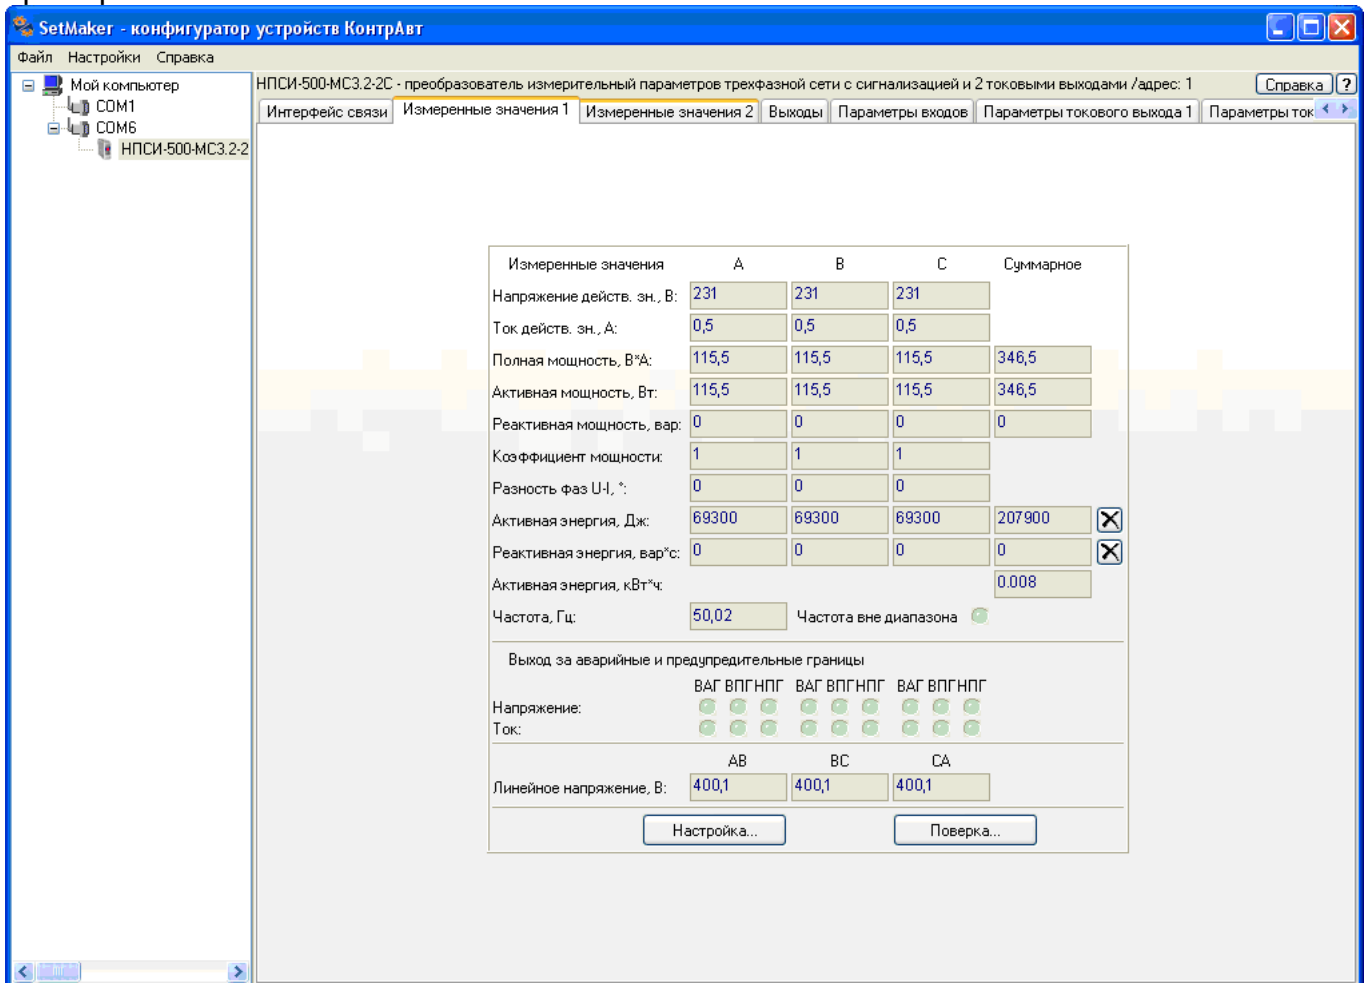 SetMaker - конфигуратор устройств КонтрАвт
Файл Настройки Справка
Мой компьютер
COM1
COM6
НПСИ-500-МС3.2-2
НПСИ-500-МС3.2-2С - преобразователь измерительный параметров трехфазной сети с сигнализацией и 2 токовыми выходами /адрес: 1
Справка ?
Интерфейс связи Измеренные значения 1 Измеренные значения 2 Выходы Параметры входов Параметры токового выхода 1 Параметры ток
Измеренные значения A B C Суммарное
Напряжение действ. зн., В: 231 231 231
Ток действ. зн., А: 0,5 0,5 0,5
Полная мощность, В*А: 115,5 115,5 115,5 346,5
Активная мощность, Вт: 115,5 115,5 115,5 346,5
Реактивная мощность, вар: 0 0 0 0
Коэффициент мощности: 1 1 1
Разность фаз U-I, °: 0 0 0
Активная энергия, Дж: 69300 69300 69300 207900
Реактивная энергия, вар*с: 0 0 0 0
Активная энергия, кВт*ч: 0.008
Частота, Гц: 50,02 Частота вне диапазона
Выход за аварийные и предупредительные границы
ВАГ ВПГ НПГ ВАГ ВПГ НПГ ВАГ ВПГ НПГ
Напряжение:
Ток:
AB BC CA
Линейное напряжение, В: 400,1 400,1 400,1
Настройка... Поверка...